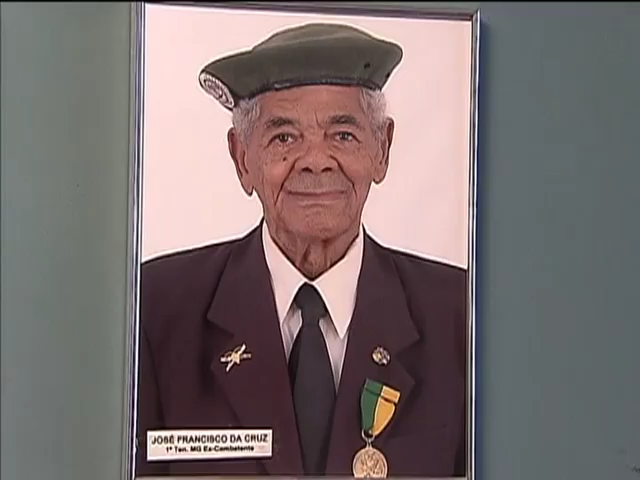 JOSÉ FRANCISCO DA CRUZ
1º Ten. MG Ex-Combatente